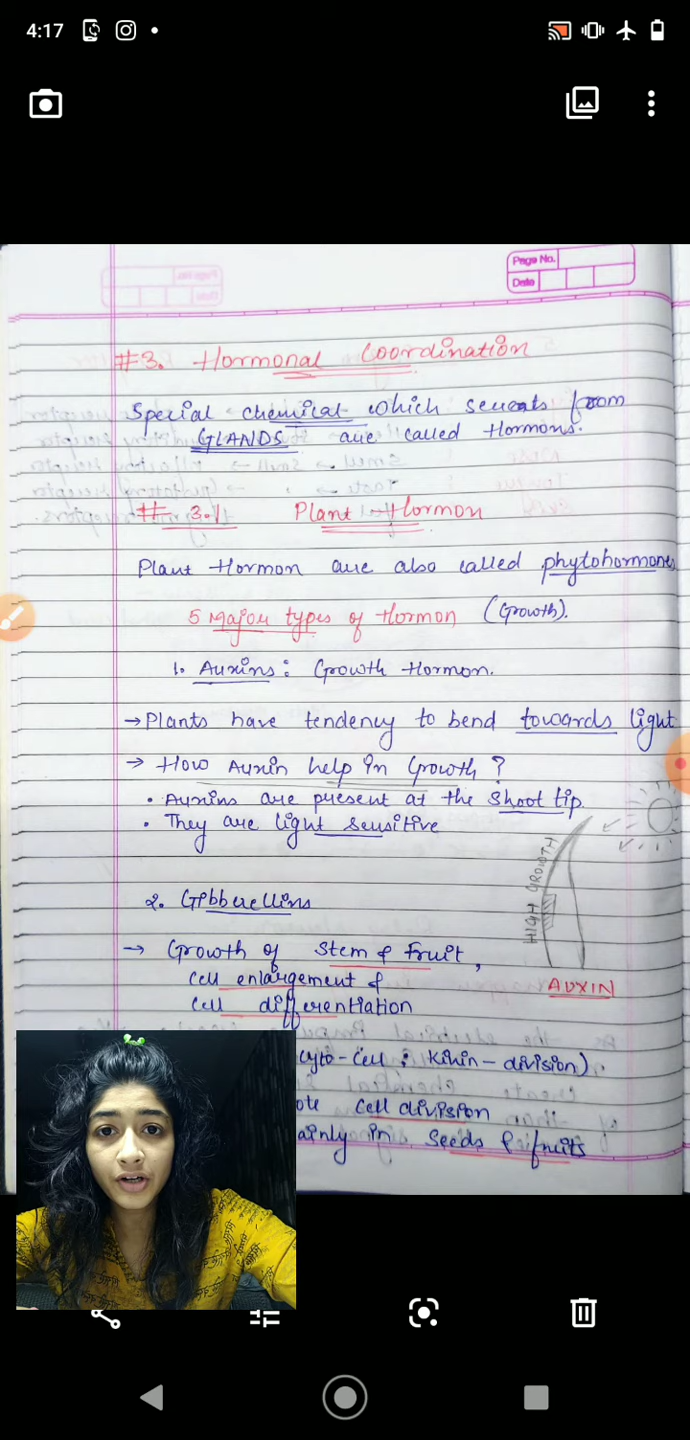 4:17
Page No.
Date
#3. Hormonal Coordination
Special chemical which secreats from
GLANDS are called Hormons.
# 3.1 Plant Hormon
Plant Hormon are also called phytohormones
5 Major types of Hormon (Growth).
1. Auxins: Growth Hormon.
→ Plants have tendency to bend towards light
→ How Auxin help in Growth?
• Auxins are present at the shoot tip.
• They are light sensitive
HIGH GROWTH
AUXIN
2. Gibberellins
→ Growth of Stem & Fruit,
cell enlargement &
cell differentiation
cyto-cell : kinin-division)
ote cell division
ainly in seeds & fruits